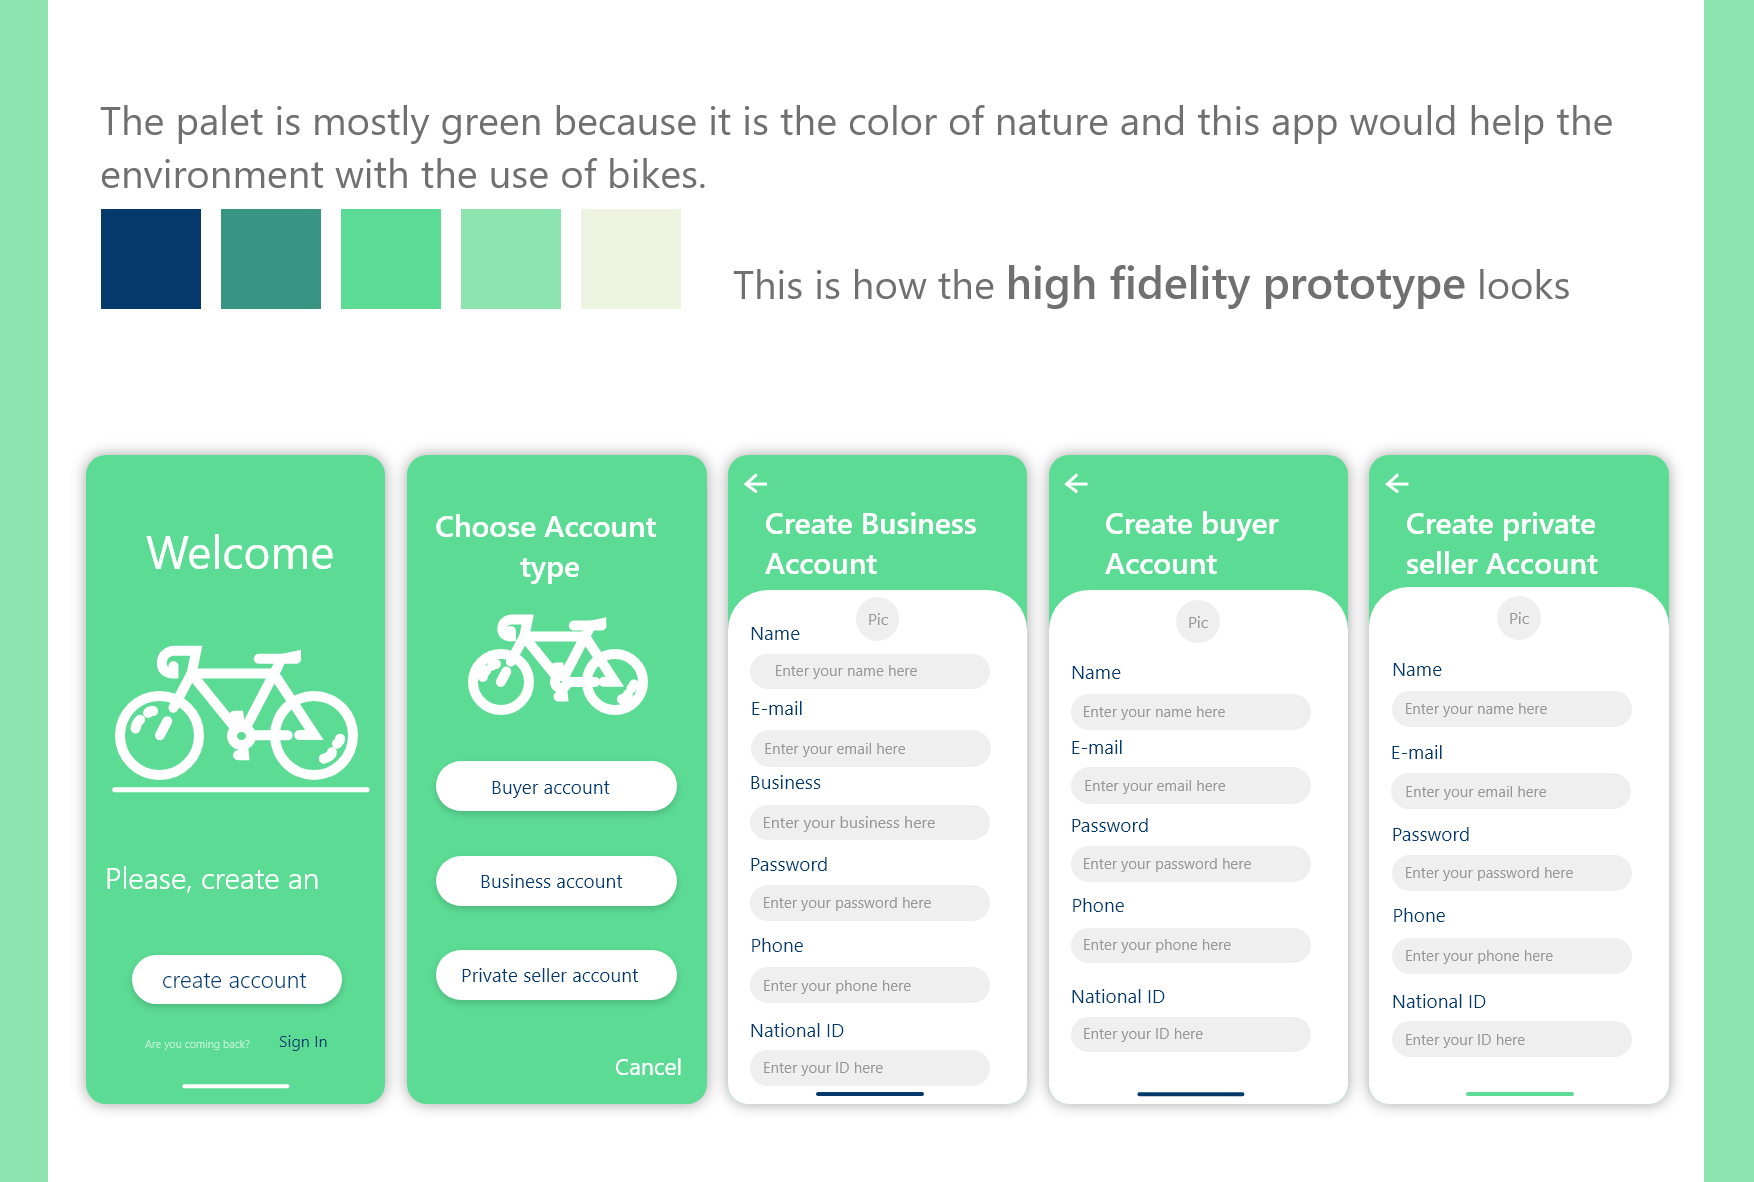 The palet is mostly green because it is the color of nature and this app would help the
environment with the use of bikes.
This is how the high fidelity prototype looks
Welcome
Please, create an
create account
Are you coming back?
Sign In
Choose Account
type
Buyer account
Business account
Private seller account
Cancel
Create Business
Account
Pic
Name
Enter your name here
E-mail
Enter your email here
Business
Enter your business here
Password
Enter your password here
Phone
Enter your phone here
National ID
Enter your ID here
Create buyer
Account
Pic
Name
Enter your name here
E-mail
Enter your email here
Password
Enter your password here
Phone
Enter your phone here
National ID
Enter your ID here
Create private
seller Account
Pic
Name
Enter your name here
E-mail
Enter your email here
Password
Enter your password here
Phone
Enter your phone here
National ID
Enter your ID here